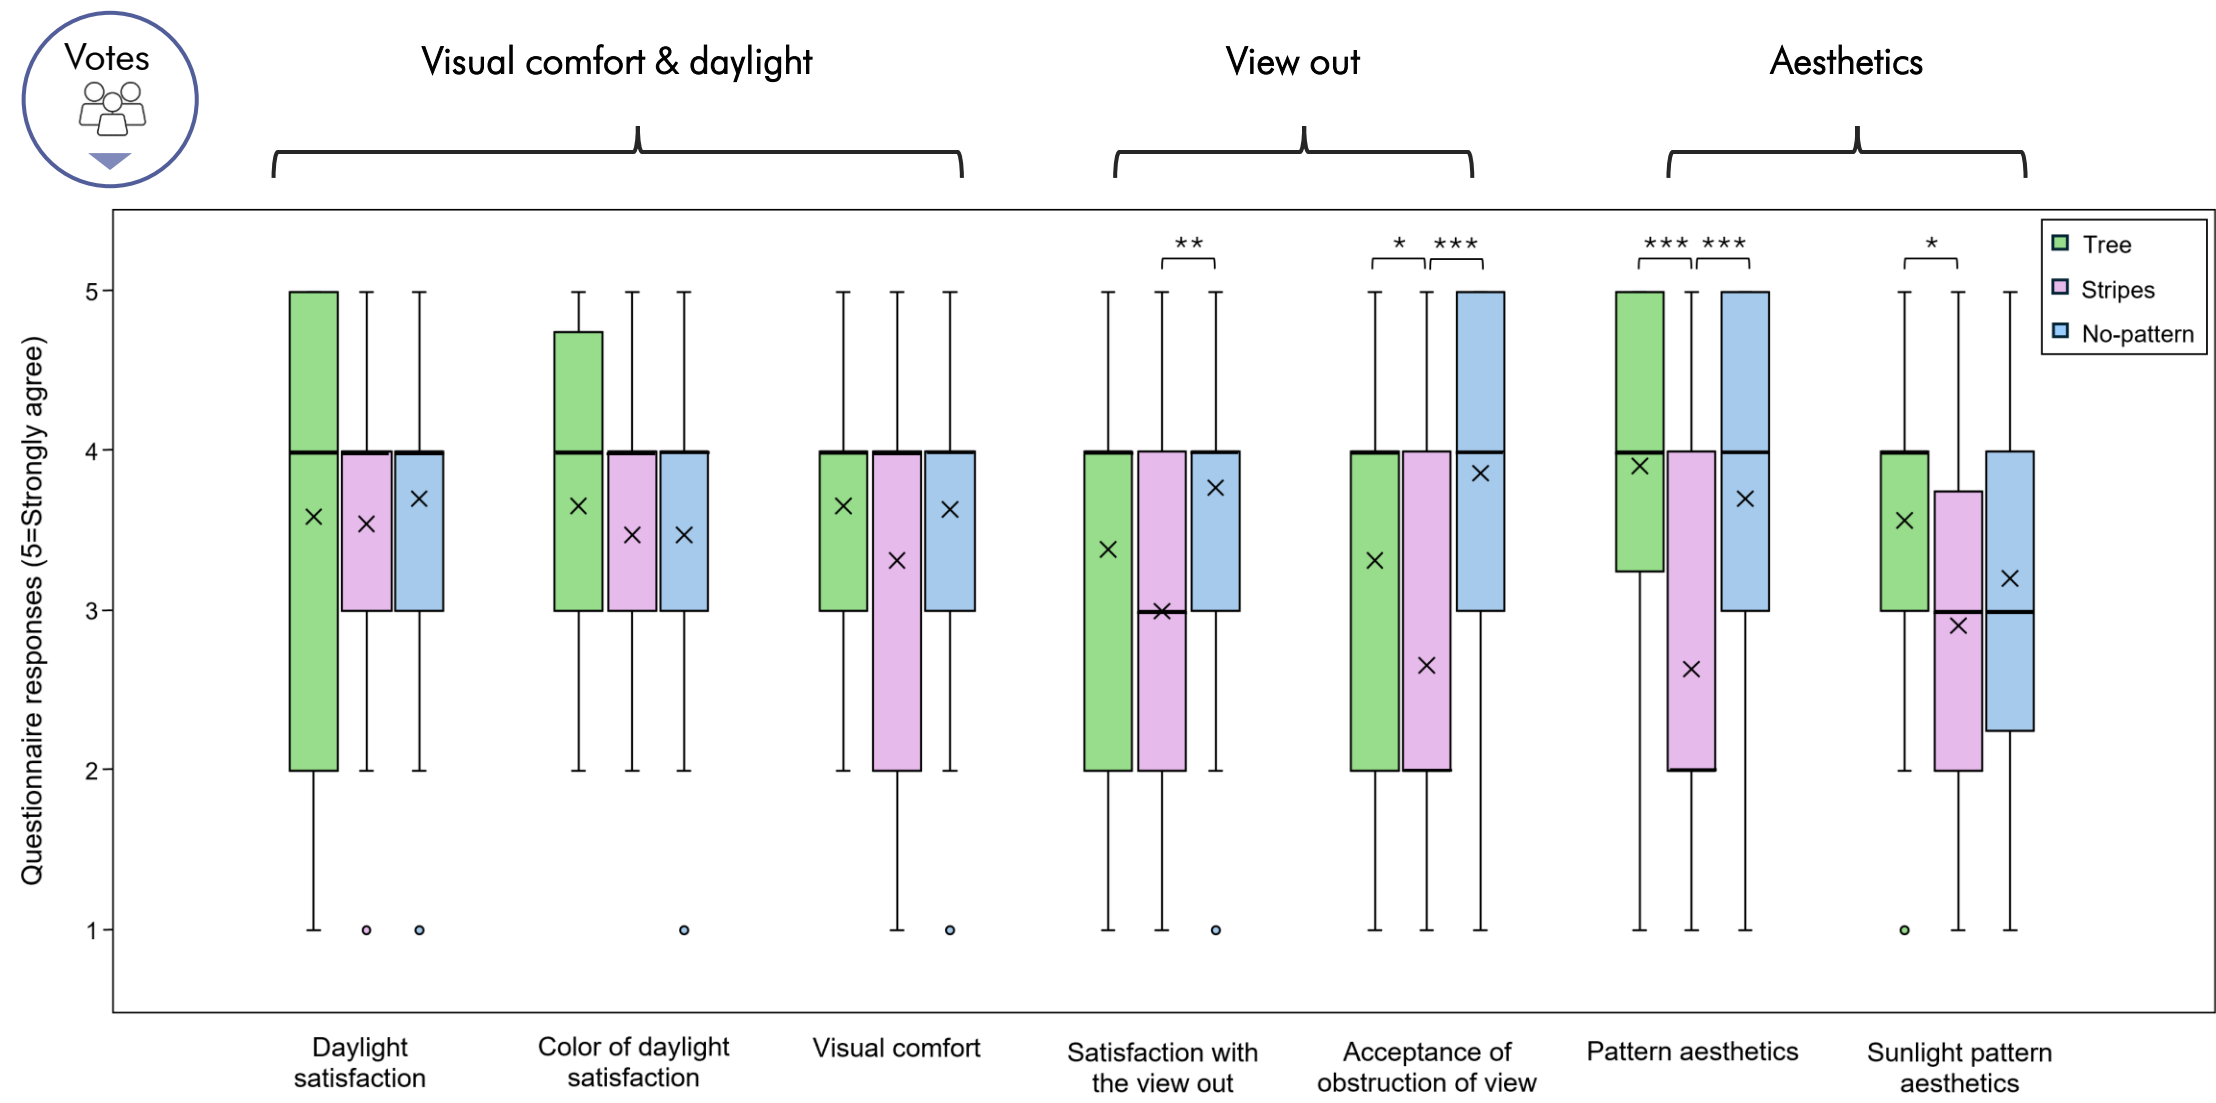 Votes
Visual comfort & daylight
View out
Aesthetics
** * *** *** *** *
Tree
Stripes
No-pattern
Questionnaire responses (5=Strongly agree)
5
4
3
2
1
Daylight
satisfaction
Color of daylight
satisfaction
Visual comfort
Satisfaction with
the view out
Acceptance of
obstruction of view
Pattern aesthetics
Sunlight pattern
aesthetics